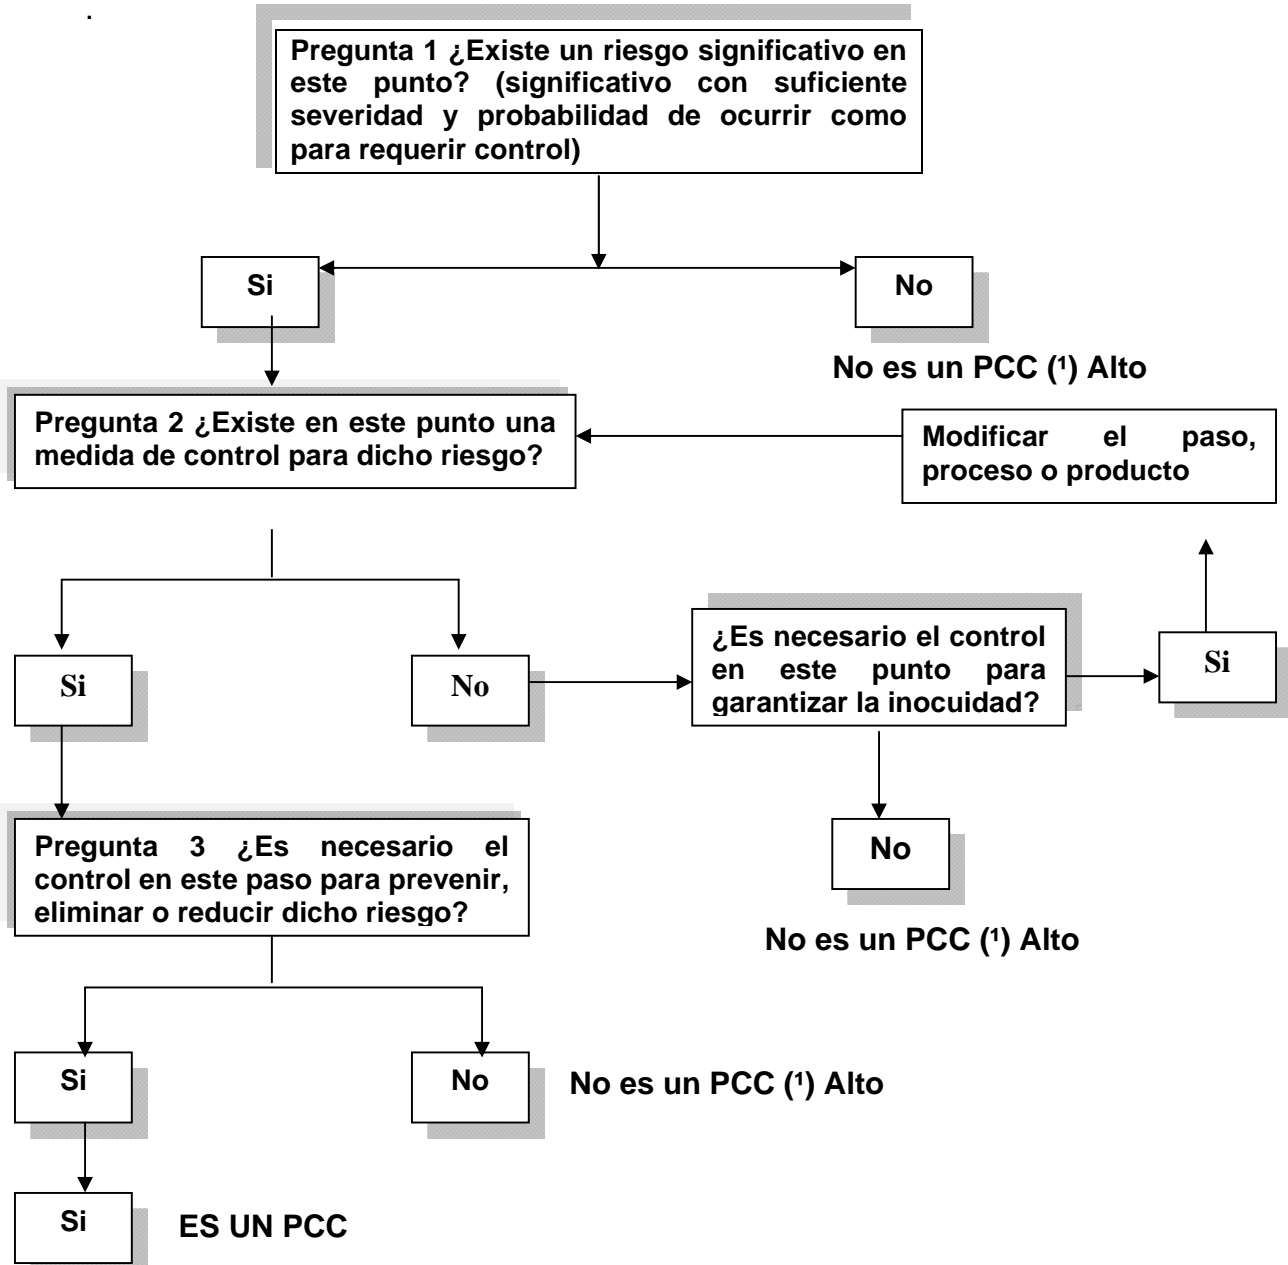 .
Pregunta 1 ¿Existe un riesgo significativo en
este punto? (significativo con suficiente
severidad y probabilidad de ocurrir como
para requerir control)
Si
No
No es un PCC (¹) Alto
Pregunta 2 ¿Existe en este punto una
medida de control para dicho riesgo?
Modificar el paso,
proceso o producto
Si
No
¿Es necesario el control
en este punto para
garantizar la inocuidad?
Si
Pregunta 3 ¿Es necesario el
control en este paso para prevenir,
eliminar o reducir dicho riesgo?
No
No es un PCC (¹) Alto
Si
No
No es un PCC (¹) Alto
Si
ES UN PCC